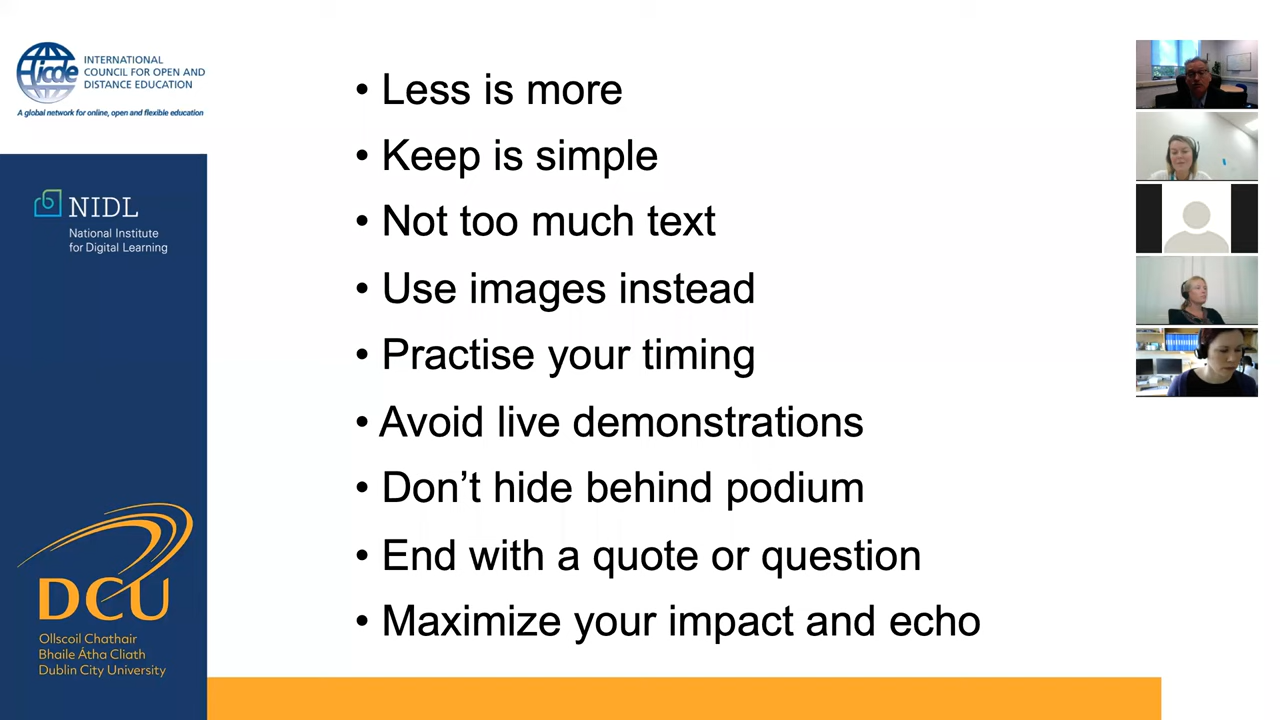 icde
INTERNATIONAL
COUNCIL FOR OPEN AND
DISTANCE EDUCATION
A global network for online, open and flexible education
NIDL
National Institute
for Digital Learning
DCU
Ollscoil Chathair
Bhaile Átha Cliath
Dublin City University
• Less is more
• Keep is simple
• Not too much text
• Use images instead
• Practise your timing
• Avoid live demonstrations
• Don’t hide behind podium
• End with a quote or question
• Maximize your impact and echo